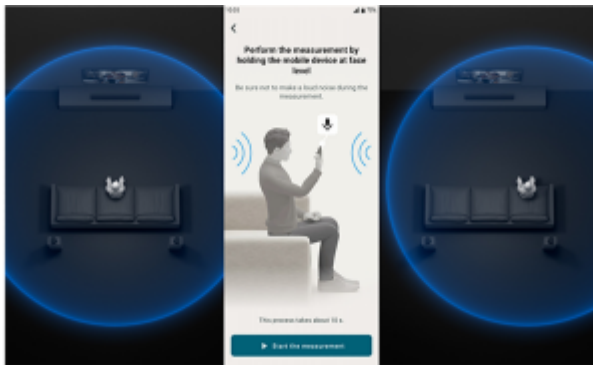 Perform the measurement by
holding the mobile device at face
level
Be sure not to make a loud noise during the
measurement.
This process takes about 10 s.
Start the measurement